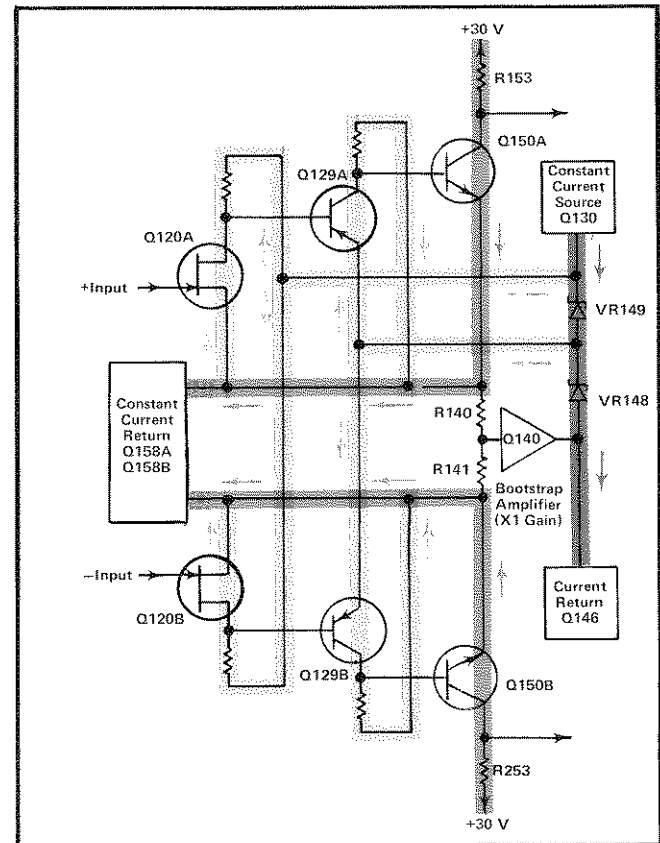 +30 V
R153
Q150A
Q129A
Constant
Current
Source
Q130
Q120A
+Input
VR149
Constant
Current
Return
Q158A
Q158B
R140
Q140
VR148
R141
Bootstrap
Amplifier
(X1 Gain)
−Input
Current
Return
Q146
Q120B
Q129B
Q150B
R253
+30 V